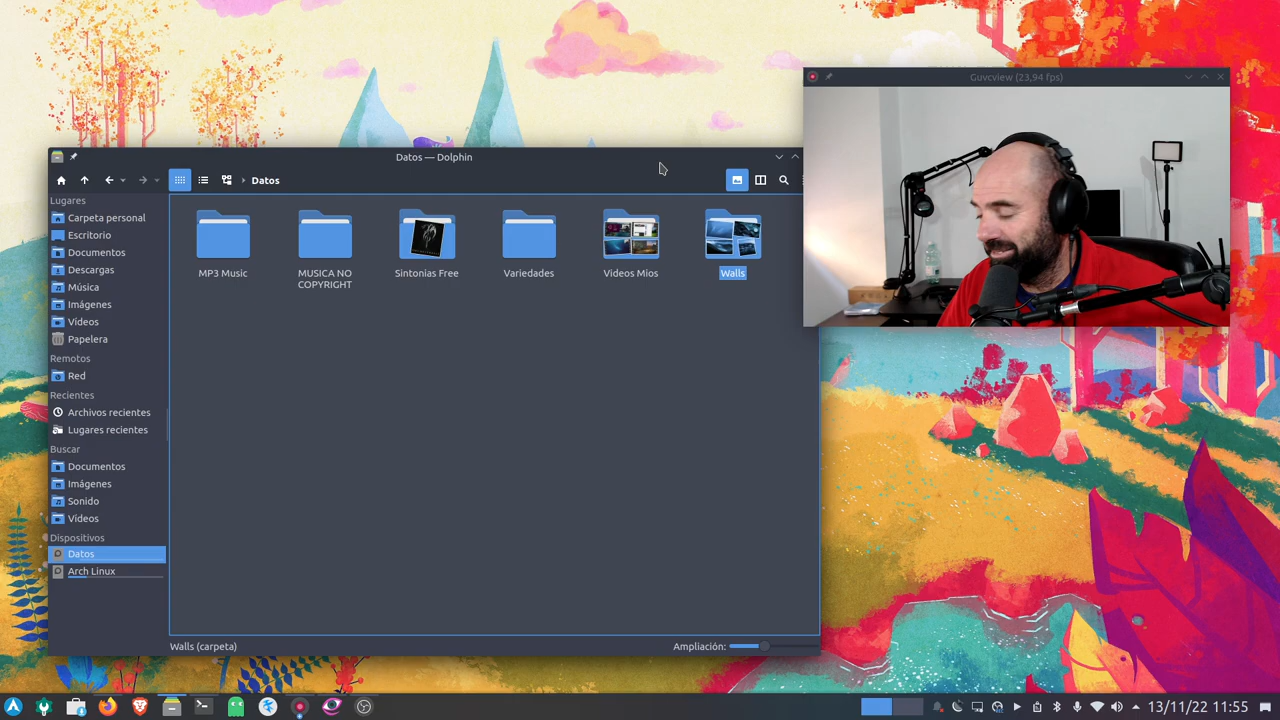 Guvcview (23,94 fps)
Datos — Dolphin
Datos
Lugares
Carpeta personal
Escritorio
Documentos
Descargas
Música
Imágenes
Vídeos
Papelera
Remotos
Red
Recientes
Archivos recientes
Lugares recientes
Buscar
Documentos
Imágenes
Sonido
Vídeos
Dispositivos
Datos
Arch Linux
MP3 Music
MUSICA NO
COPYRIGHT
Sintonias Free
Variedades
Videos Mios
Walls
Walls (carpeta)
Ampliación:
13/11/22 11:55